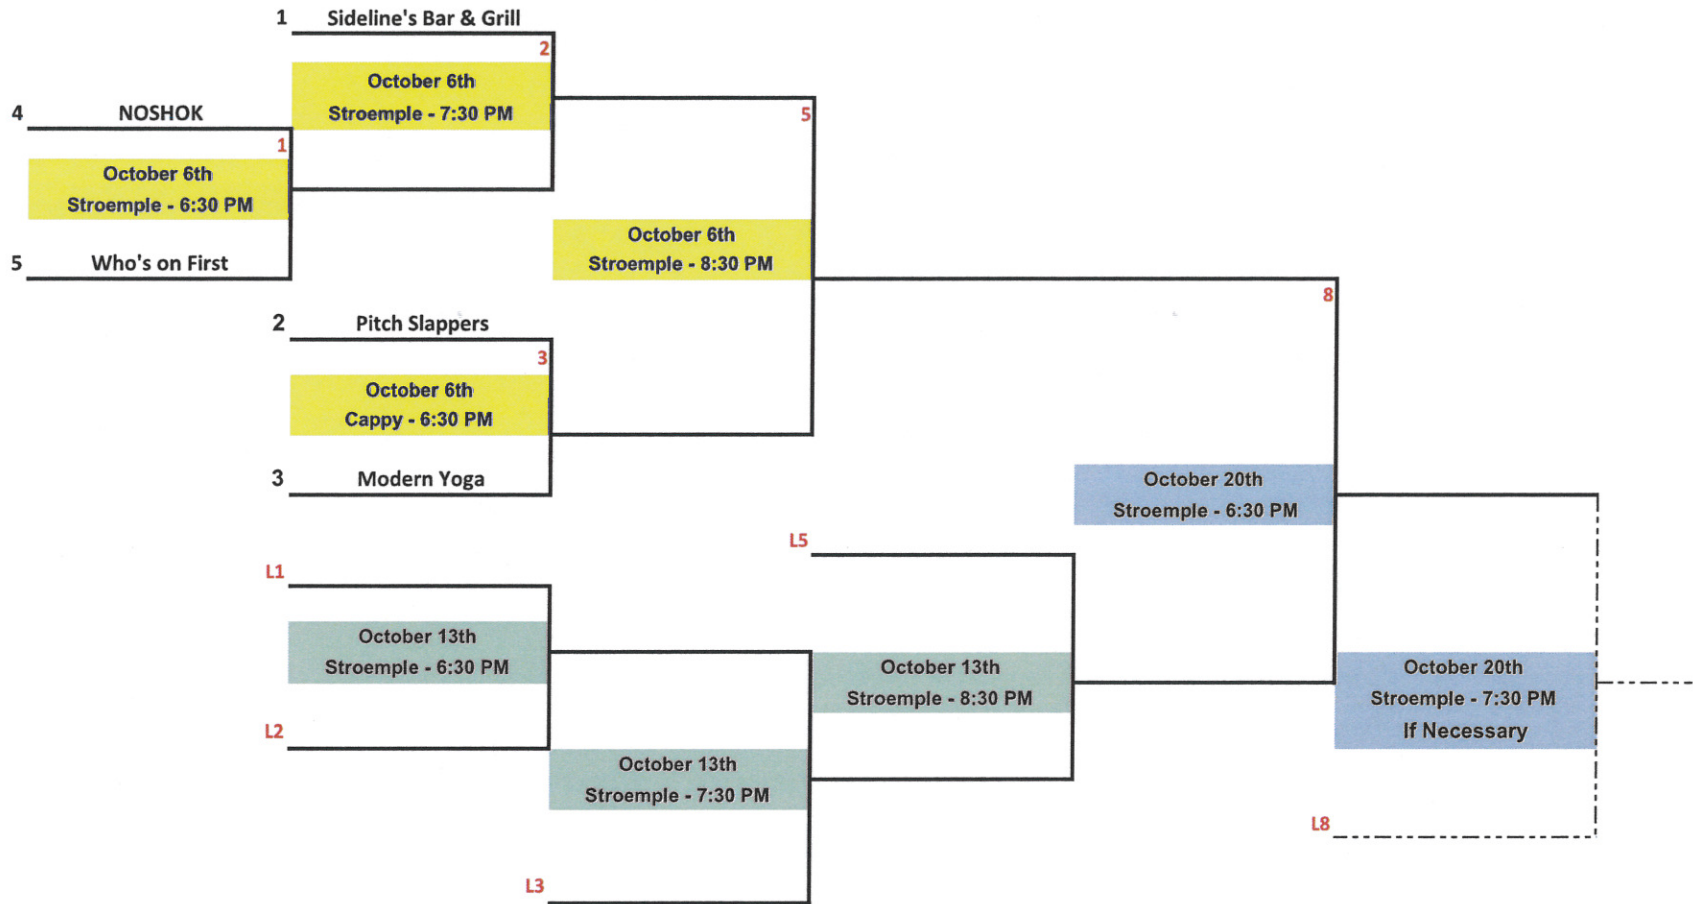 1 Sideline's Bar & Grill
2
October 6th
Stroemple - 7:30 PM
4 NOSHOK
5
1
October 6th
Stroemple - 6:30 PM
October 6th
Stroemple - 8:30 PM
5 Who's on First
8
2 Pitch Slappers
3
October 6th
Cappy - 6:30 PM
3 Modern Yoga
October 20th
Stroemple - 6:30 PM
L5
L1
October 13th
Stroemple - 6:30 PM
October 13th
Stroemple - 8:30 PM
October 20th
Stroemple - 7:30 PM
If Necessary
L2
October 13th
Stroemple - 7:30 PM
L8
L3